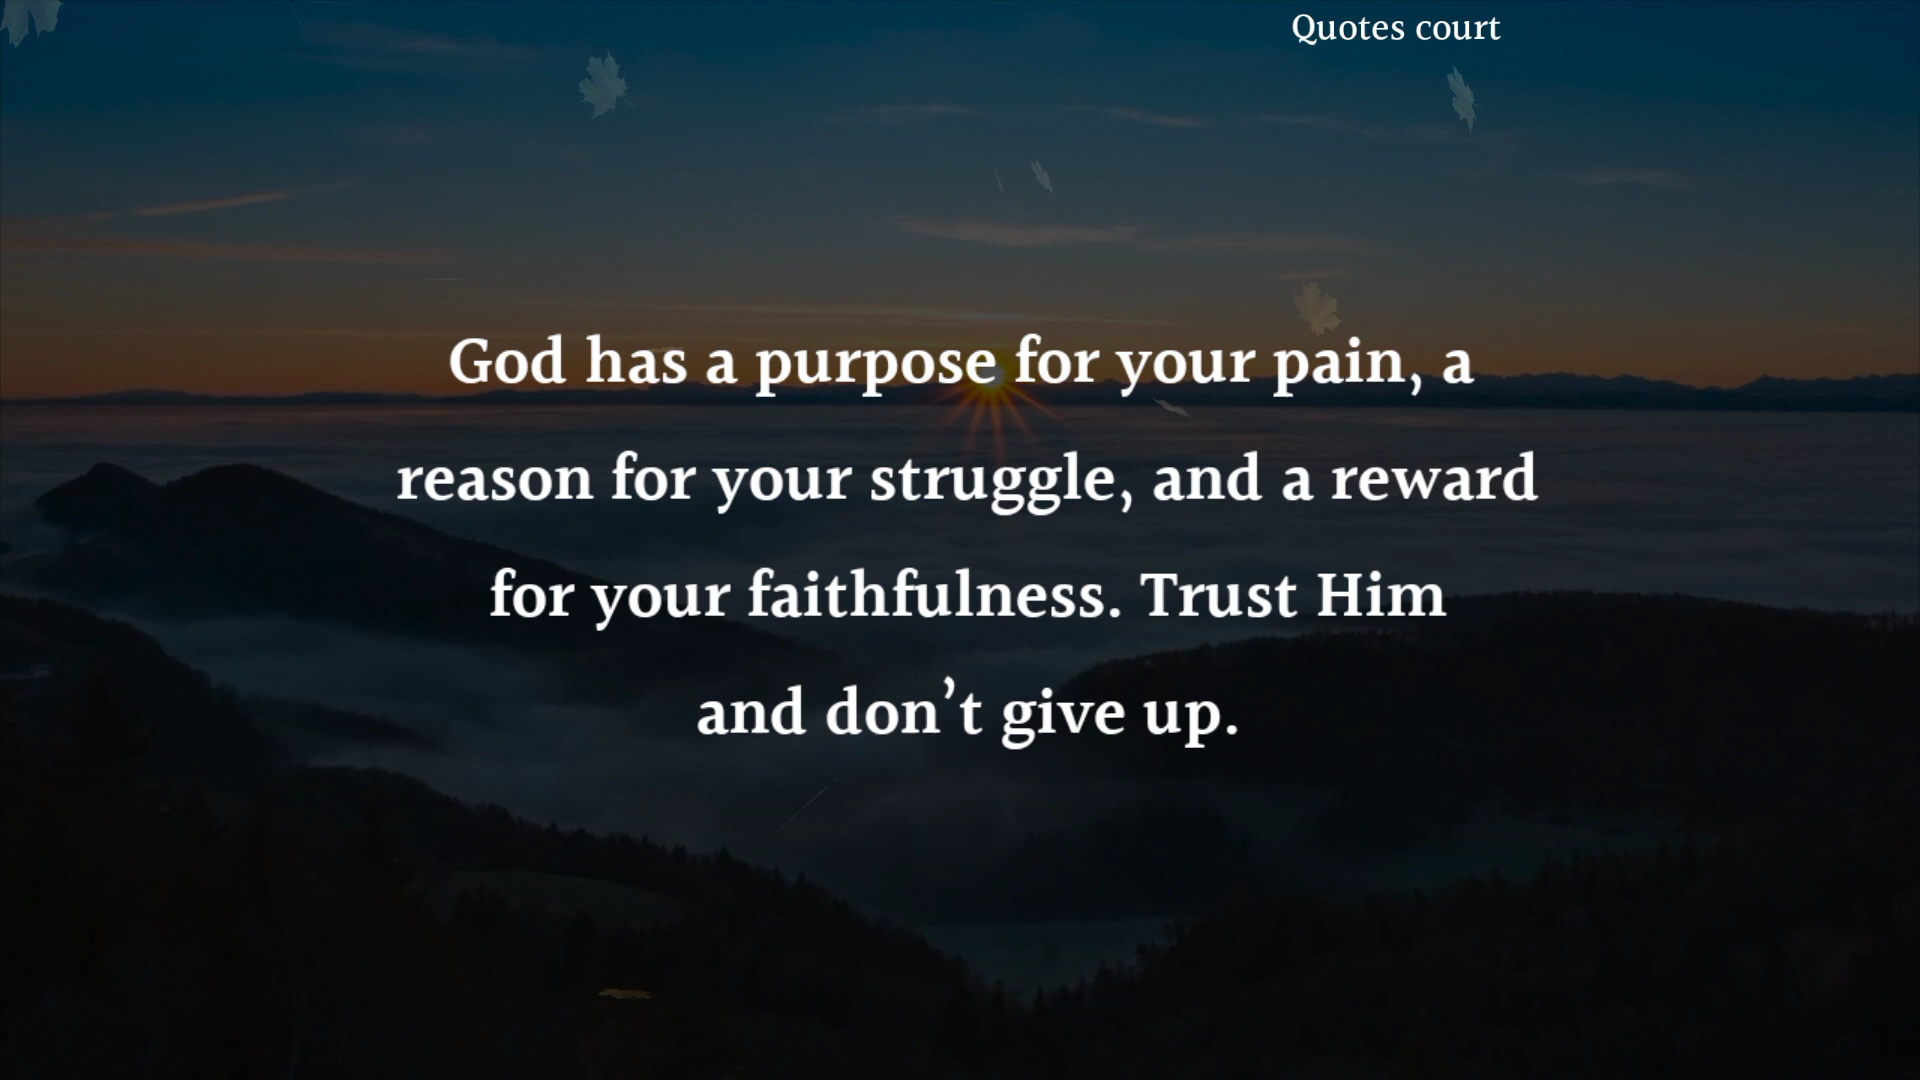 Quotes court
God has a purpose for your pain, a
reason for your struggle, and a reward
for your faithfulness. Trust Him
and don’t give up.